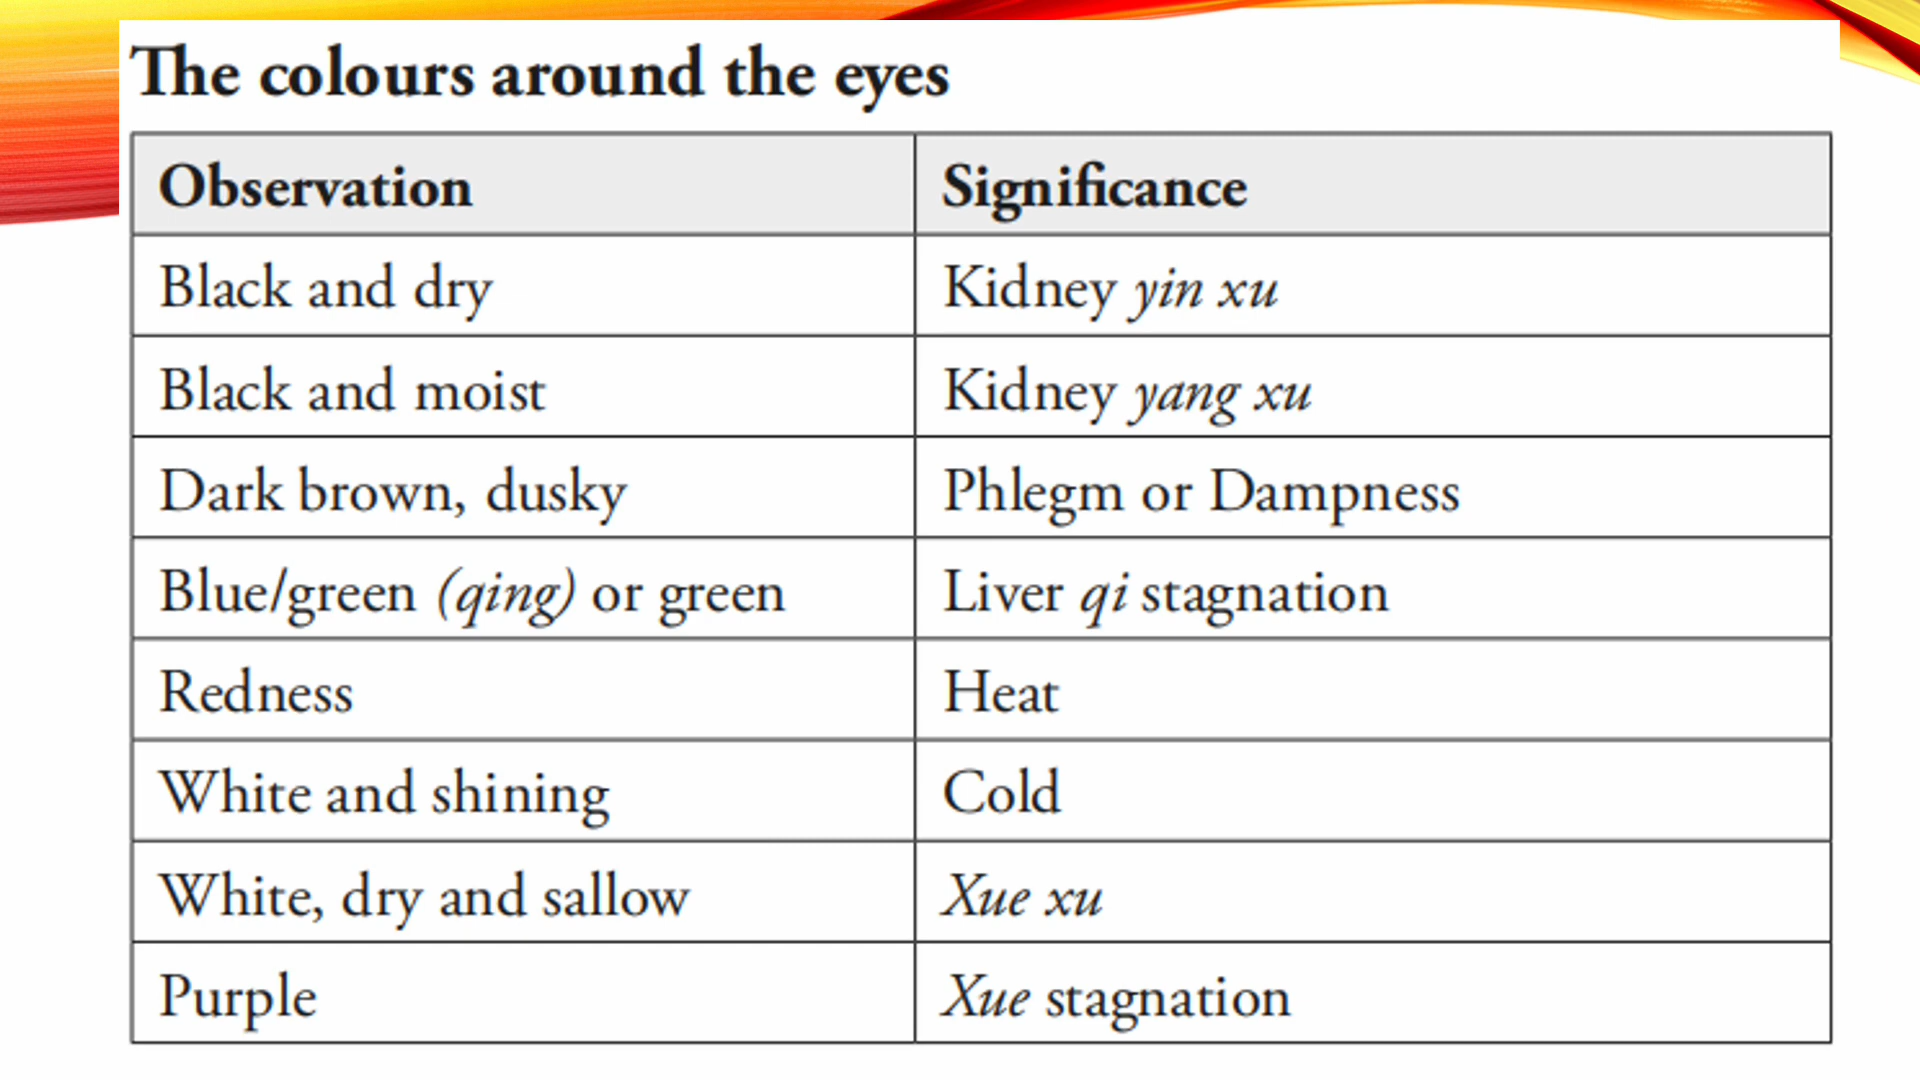 The colours around the eyes
Observation Significance
Black and dry Kidney yin xu
Black and moist Kidney yang xu
Dark brown, dusky Phlegm or Dampness
Blue/green (qing) or green Liver qi stagnation
Redness Heat
White and shining Cold
White, dry and sallow Xue xu
Purple Xue stagnation